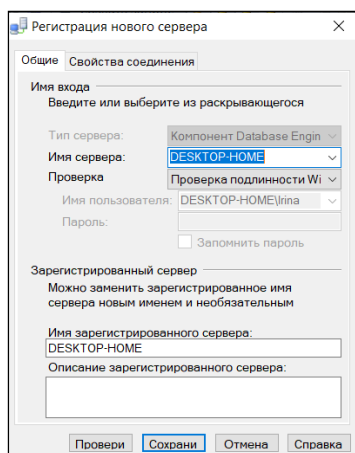 Регистрация нового сервера
Общие Свойства соединения
Имя входа
Введите или выберите из раскрывающегося
Тип сервера: Компонент Database Engin
Имя сервера: DESKTOP-HOME
Проверка Проверка подлинности Wi
Имя пользователя: DESKTOP-HOME\Irina
Пароль:
Запомнить пароль
Зарегистрированный сервер
Можно заменить зарегистрированное имя
сервера новым именем и необязательным
Имя зарегистрированного сервера:
DESKTOP-HOME
Описание зарегистрированного сервера:
Провери Сохрани Отмена Справка